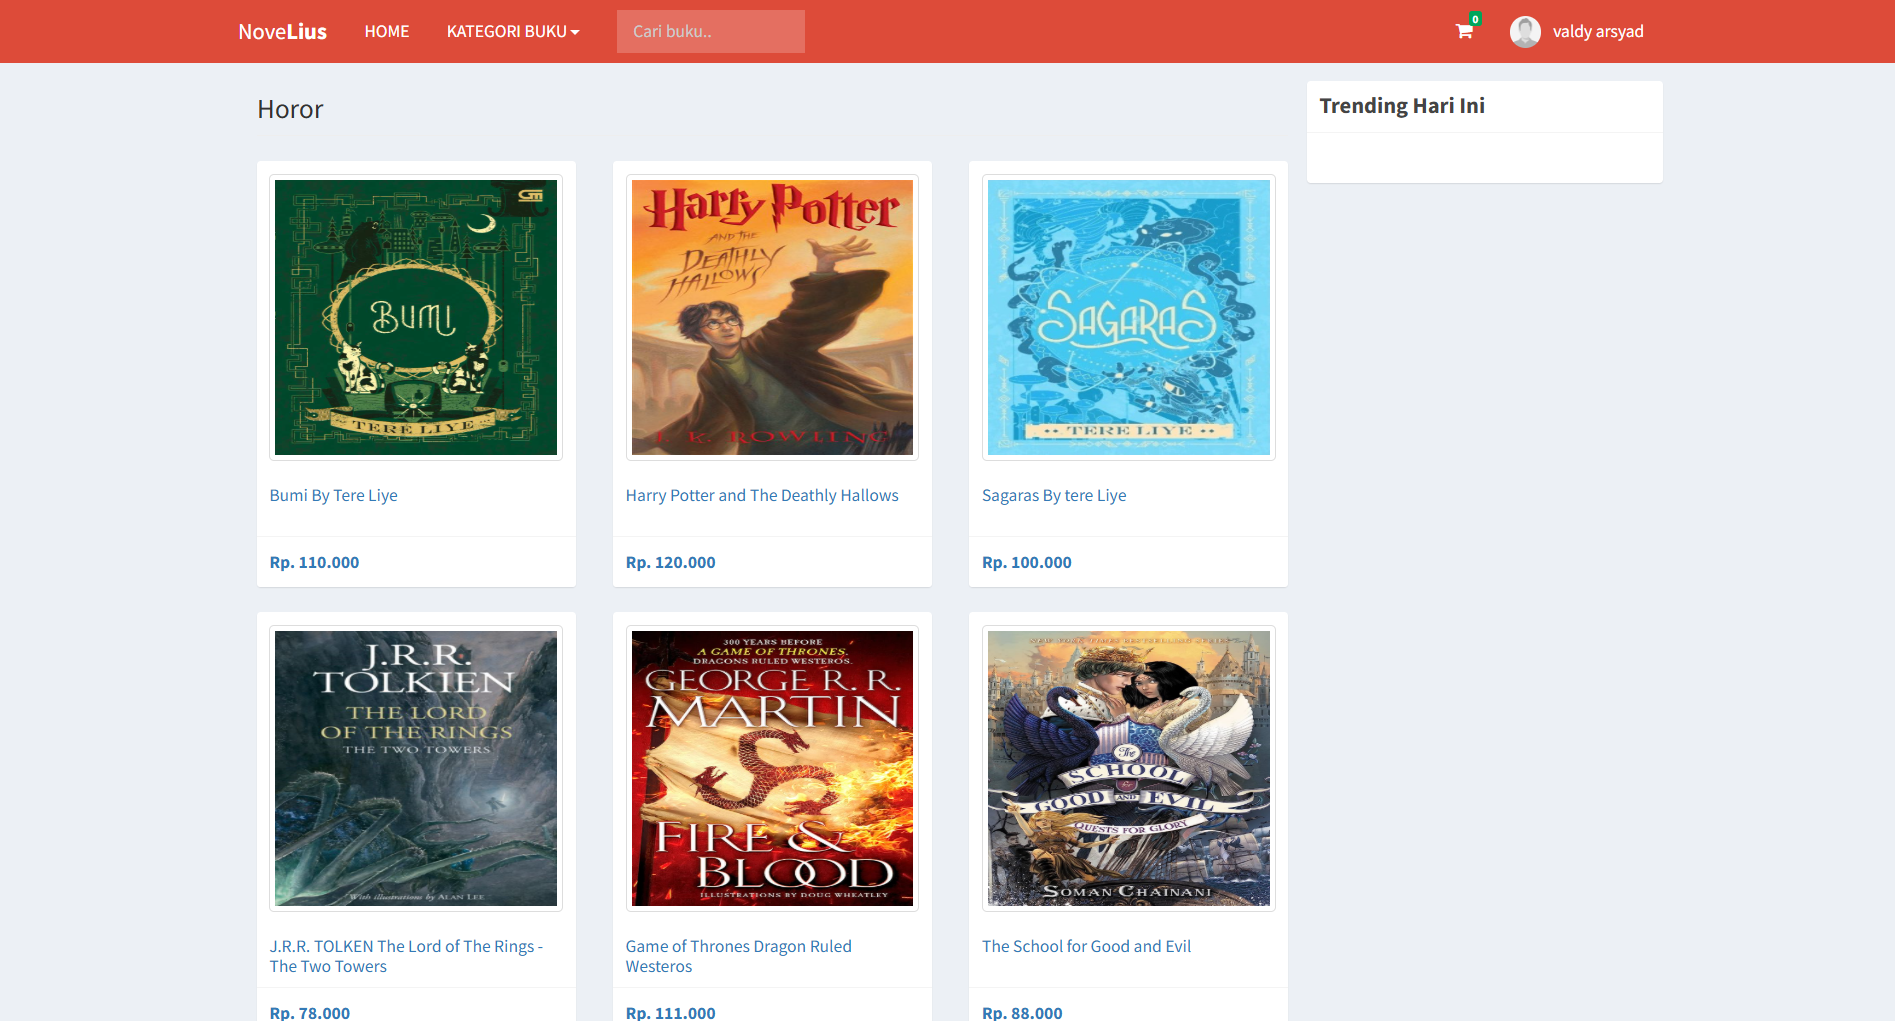 NoveLius HOME KATEGORI BUKU Cari buku.. 0 valdy arsyad
Horor
Trending Hari Ini
GM
BUMI
TERE LIYE
Bumi By Tere Liye
Rp. 110.000
Harry Potter
AND THE
DEATHLY
HALLOWS
J. K. ROWLING
Harry Potter and The Deathly Hallows
Rp. 120.000
SAGARAS
TERE LIYE
Sagaras By tere Liye
Rp. 100.000
J.R.R.
TOLKIEN
THE LORD
OF THE RINGS
THE TWO TOWERS
With illustrations by ALAN LEE
J.R.R. TOLKEN The Lord of The Rings -
The Two Towers
Rp. 78.000
300 YEARS BEFORE
A GAME OF THRONES,
DRAGONS RULED WESTEROS.
GEORGE R. R.
MARTIN
FIRE &
BLOOD
ILLUSTRATIONS BY DOUG WHEATLEY
Game of Thrones Dragon Ruled
Westeros
Rp. 111.000
NEW YORK TIMES BESTSELLING SERIES
The
SCHOOL
for
GOOD AND EVIL
QUESTS FOR GLORY
SOMAN CHAINANI
The School for Good and Evil
Rp. 88.000